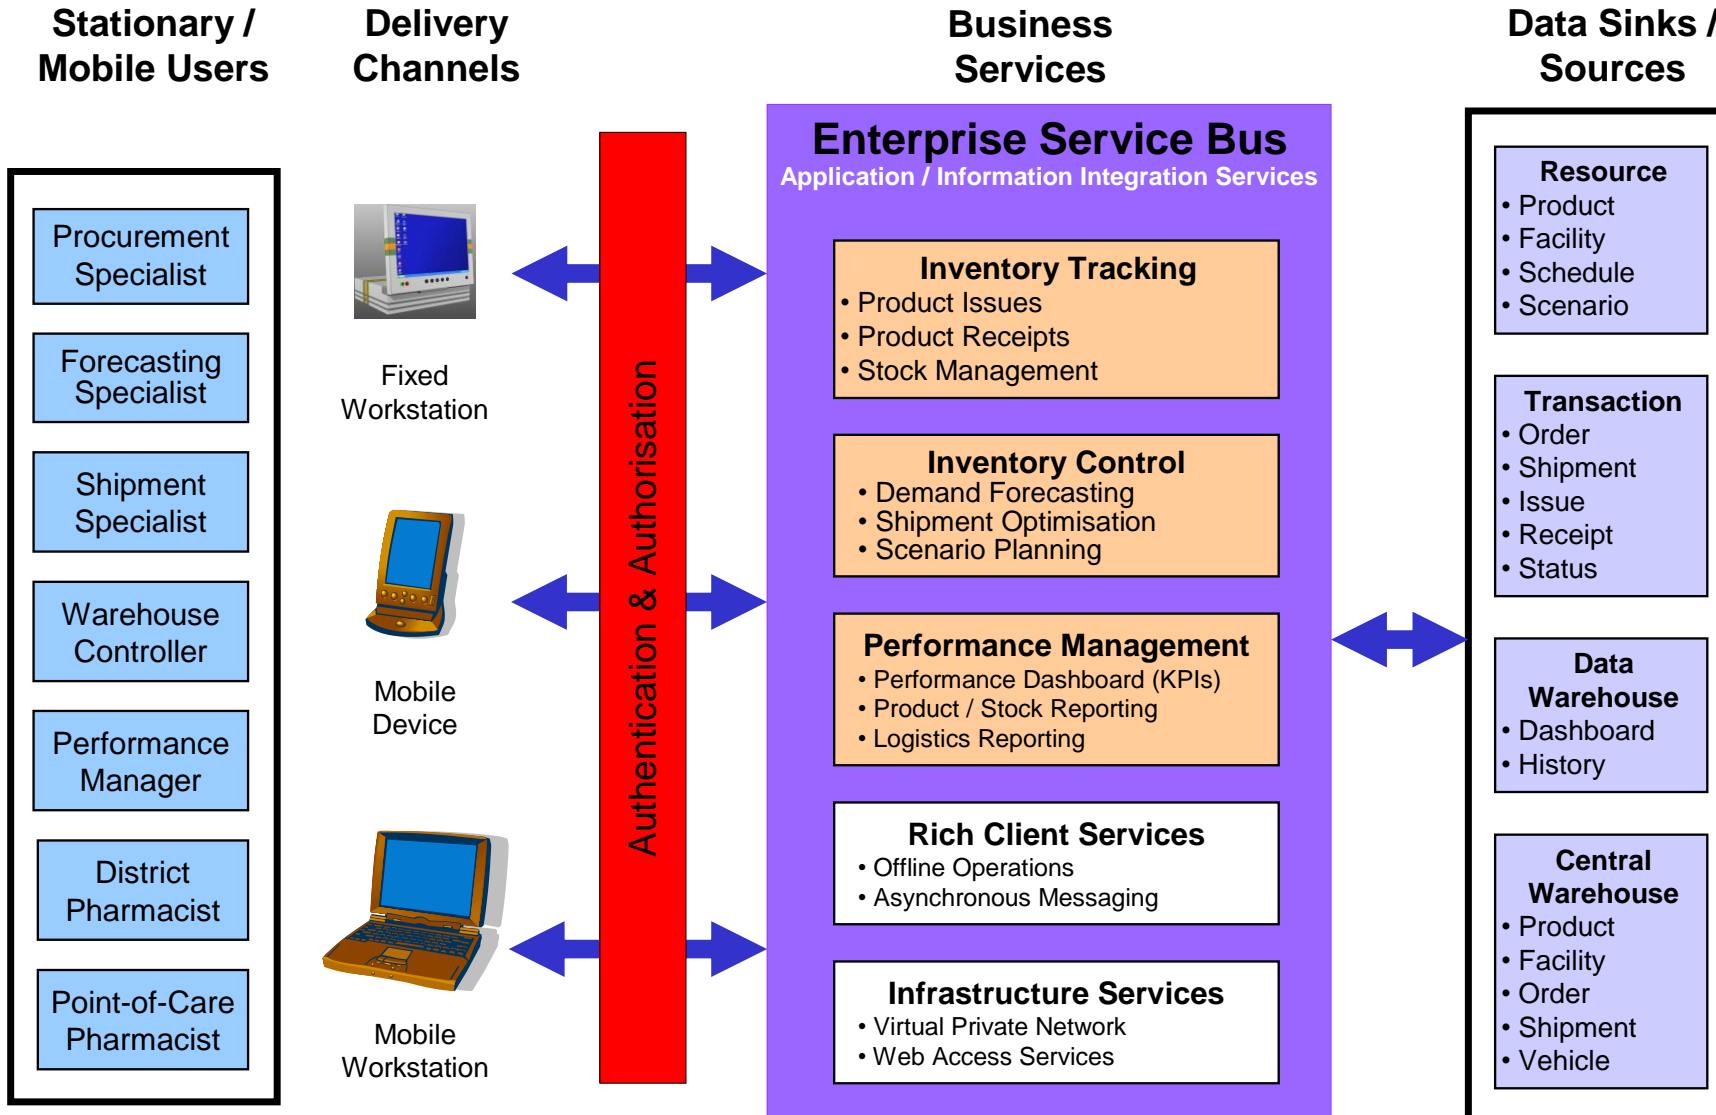 Stationary /
Mobile Users
Delivery
Channels
Business
Services
Data Sinks /
Sources
Procurement
Specialist
Forecasting
Specialist
Shipment
Specialist
Warehouse
Controller
Performance
Manager
District
Pharmacist
Point-of-Care
Pharmacist
Fixed
Workstation
Mobile
Device
Mobile
Workstation
Authentication & Authorisation
Enterprise Service Bus
Application / Information Integration Services
Inventory Tracking
• Product Issues
• Product Receipts
• Stock Management
Inventory Control
• Demand Forecasting
• Shipment Optimisation
• Scenario Planning
Performance Management
• Performance Dashboard (KPIs)
• Product / Stock Reporting
• Logistics Reporting
Rich Client Services
• Offline Operations
• Asynchronous Messaging
Infrastructure Services
• Virtual Private Network
• Web Access Services
Resource
• Product
• Facility
• Schedule
• Scenario
Transaction
• Order
• Shipment
• Issue
• Receipt
• Status
Data
Warehouse
• Dashboard
• History
Central
Warehouse
• Product
• Facility
• Order
• Shipment
• Vehicle